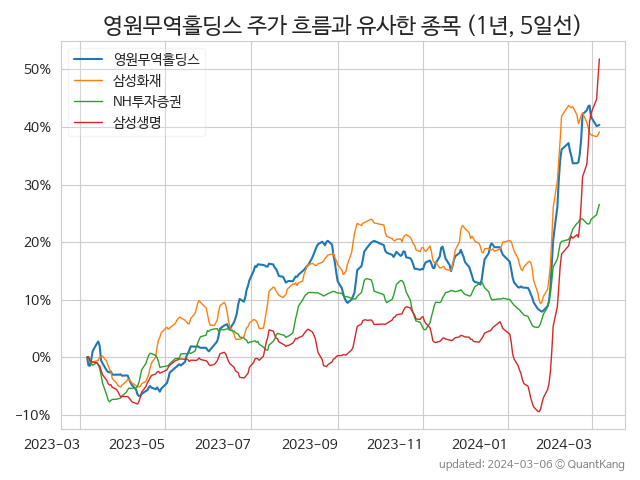 영원무역홀딩스 주가 흐름과 유사한 종목 (1년, 5일선)
영원무역홀딩스
삼성화재
NH투자증권
삼성생명
50%
40%
30%
20%
10%
0%
−10%
2023−03
2023−05
2023−07
2023−09
2023−11
2024−01
2024−03
updated: 2024-03-06 © QuantKang